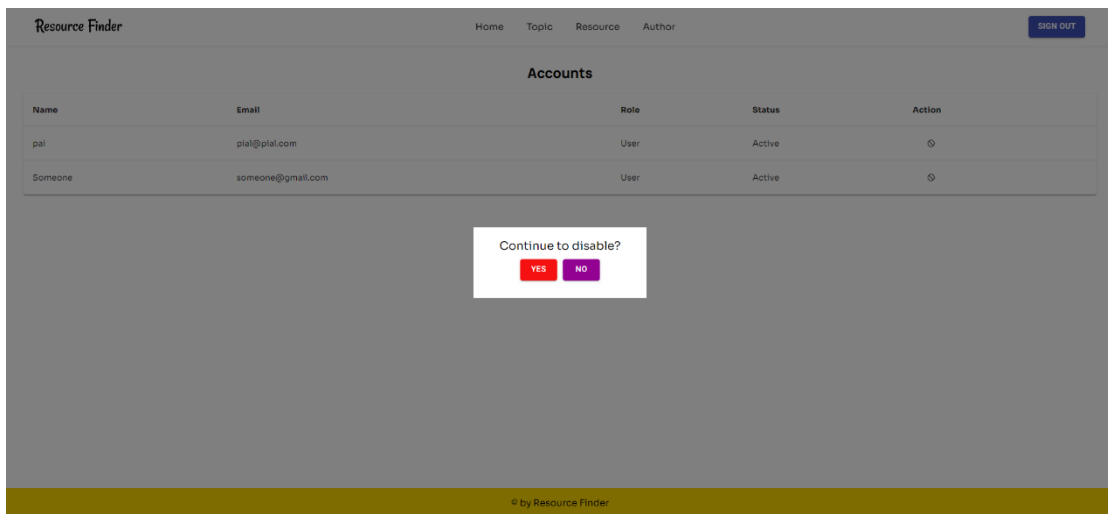 Resource Finder Home Topic Resource Author SIGN OUT
Accounts
Name Email Role Status Action
pal pial@pial.com User Active
Someone someone@gmail.com User Active
Continue to disable?
YES NO
© by Resource Finder